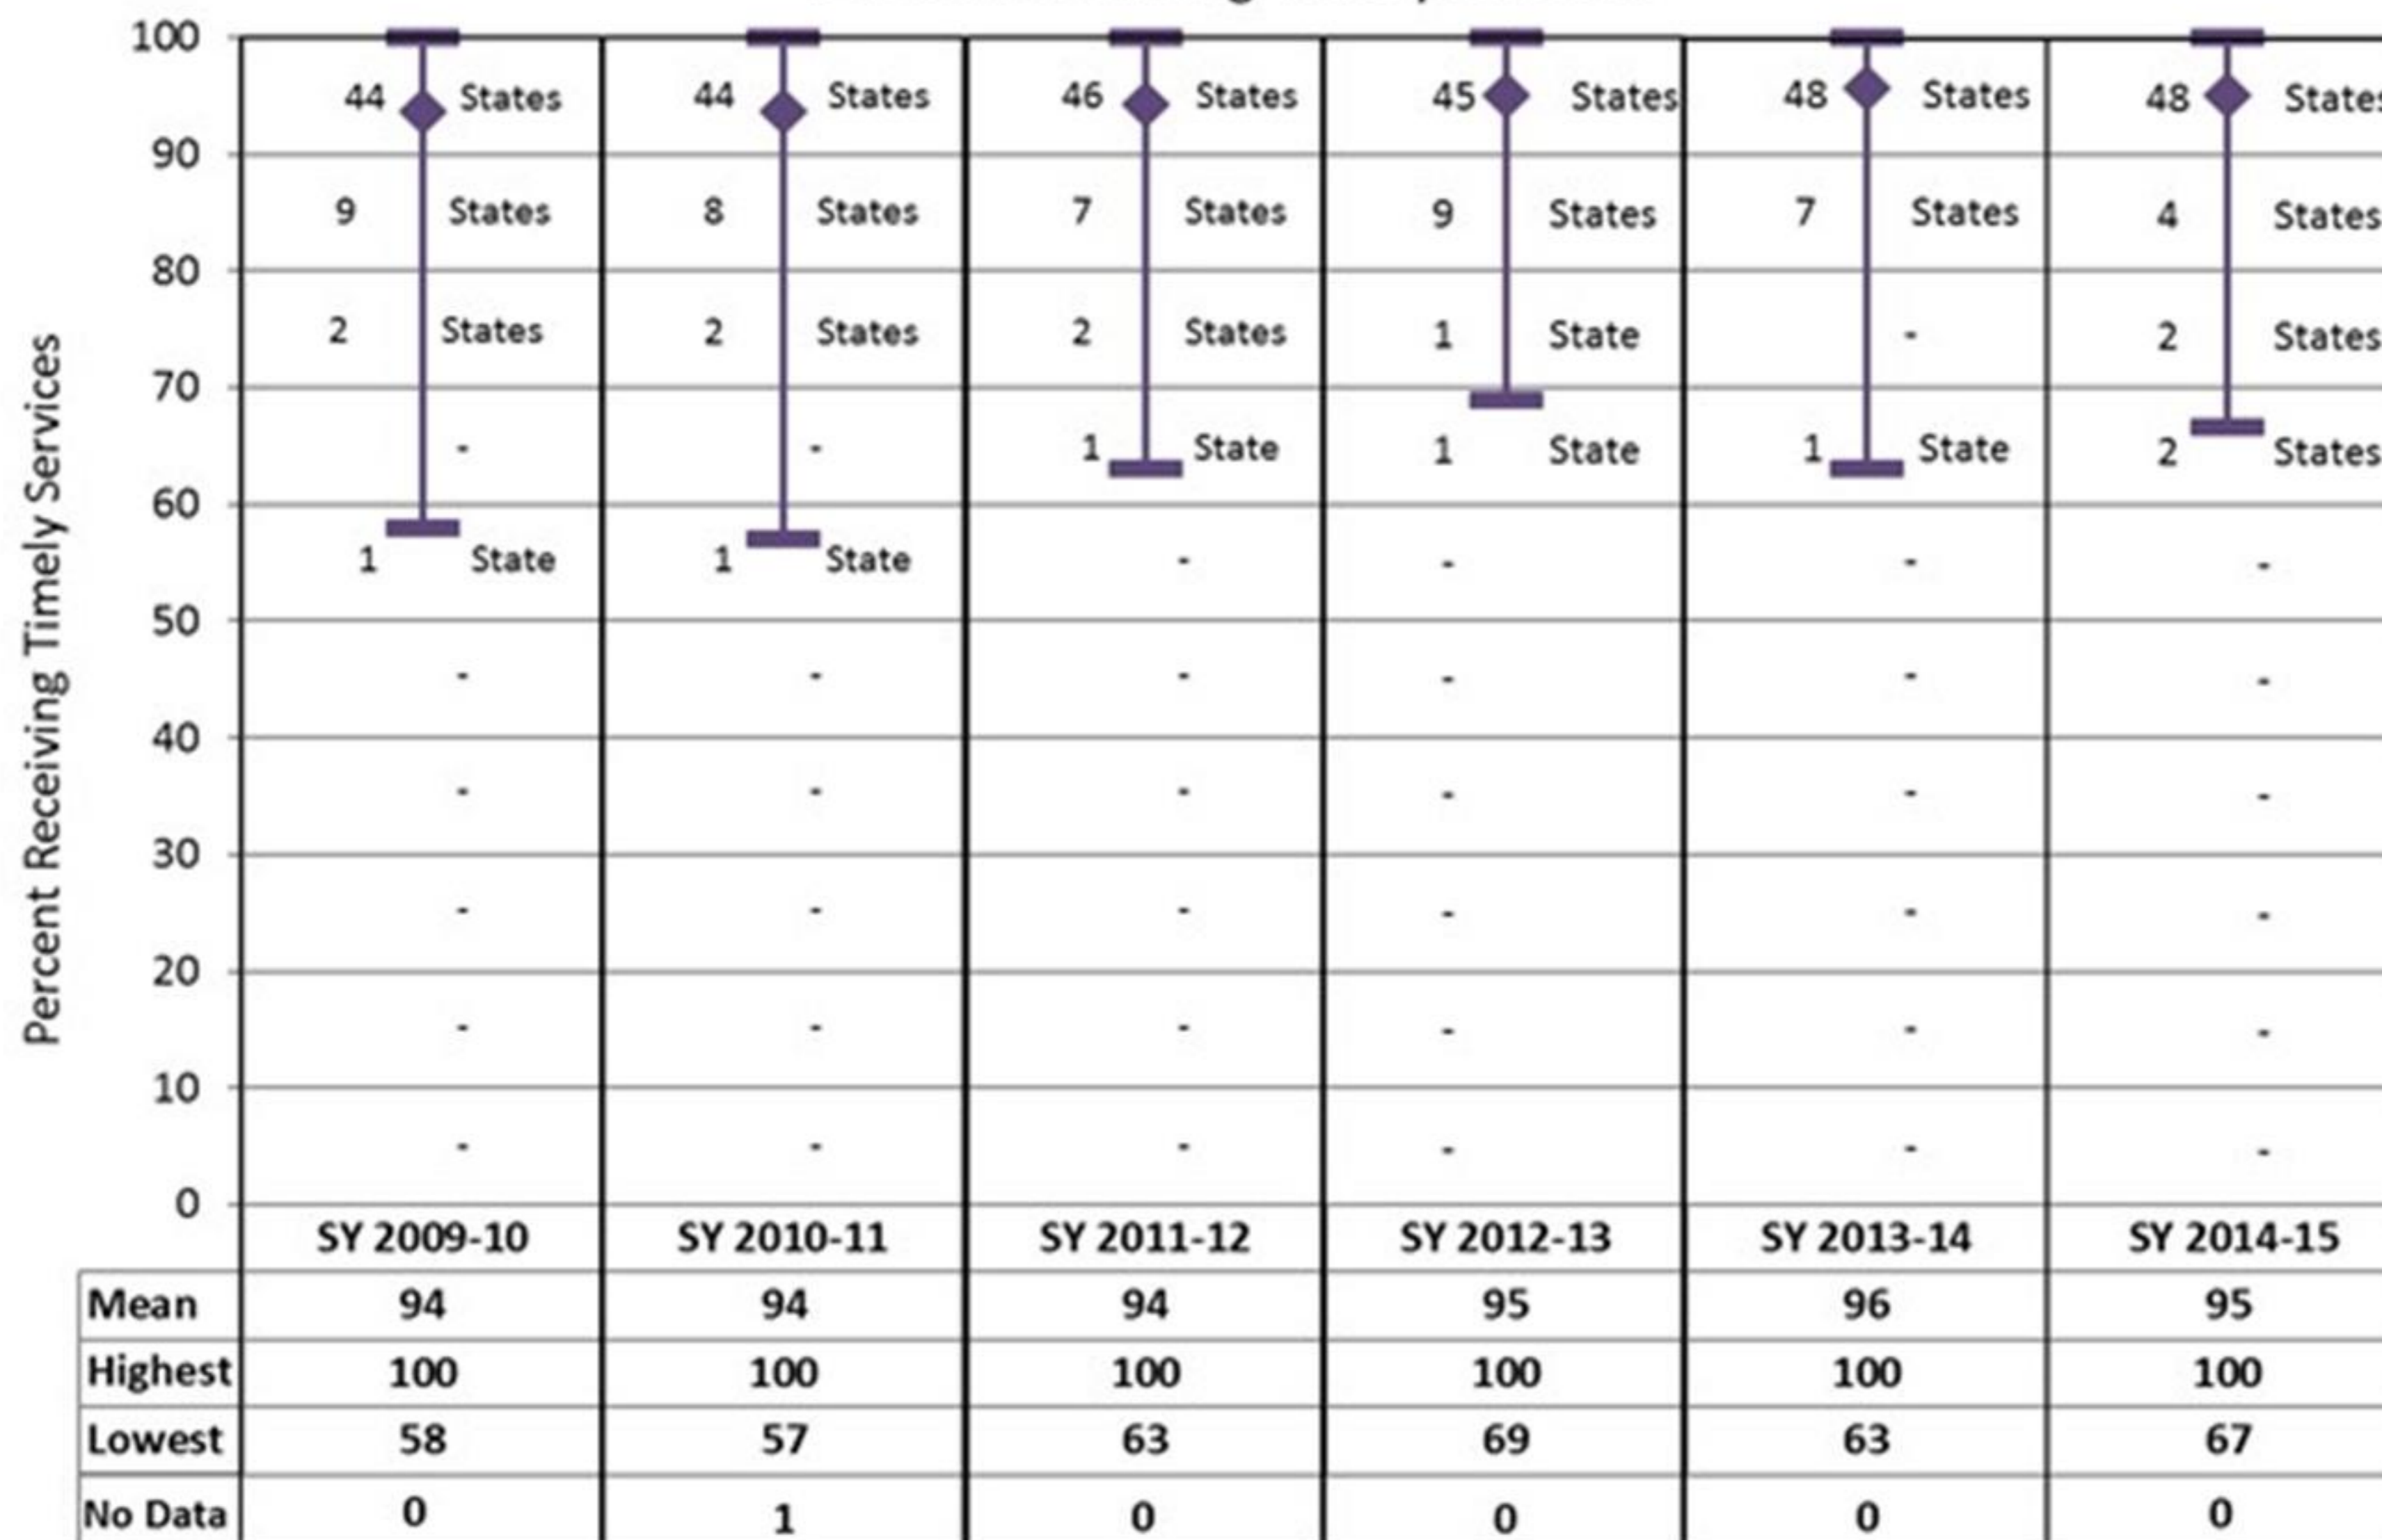 100
44 States 44 States 46 States 45 States 48 States 48 States
90
9 States 8 States 7 States 9 States 7 States 4 States
80
2 States 2 States 2 States 1 State - 2 States
70
- - 1 State 1 State 1 State 2 States
60
1 State 1 State - - - -
50
- - - - - -
40
- - - - - -
30
- - - - - -
20
- - - - - -
10
- - - - - -
0
Percent Receiving Timely Services
SY 2009-10 SY 2010-11 SY 2011-12 SY 2012-13 SY 2013-14 SY 2014-15
Mean 94 94 94 95 96 95
Highest 100 100 100 100 100 100
Lowest 58 57 63 69 63 67
No Data 0 1 0 0 0 0